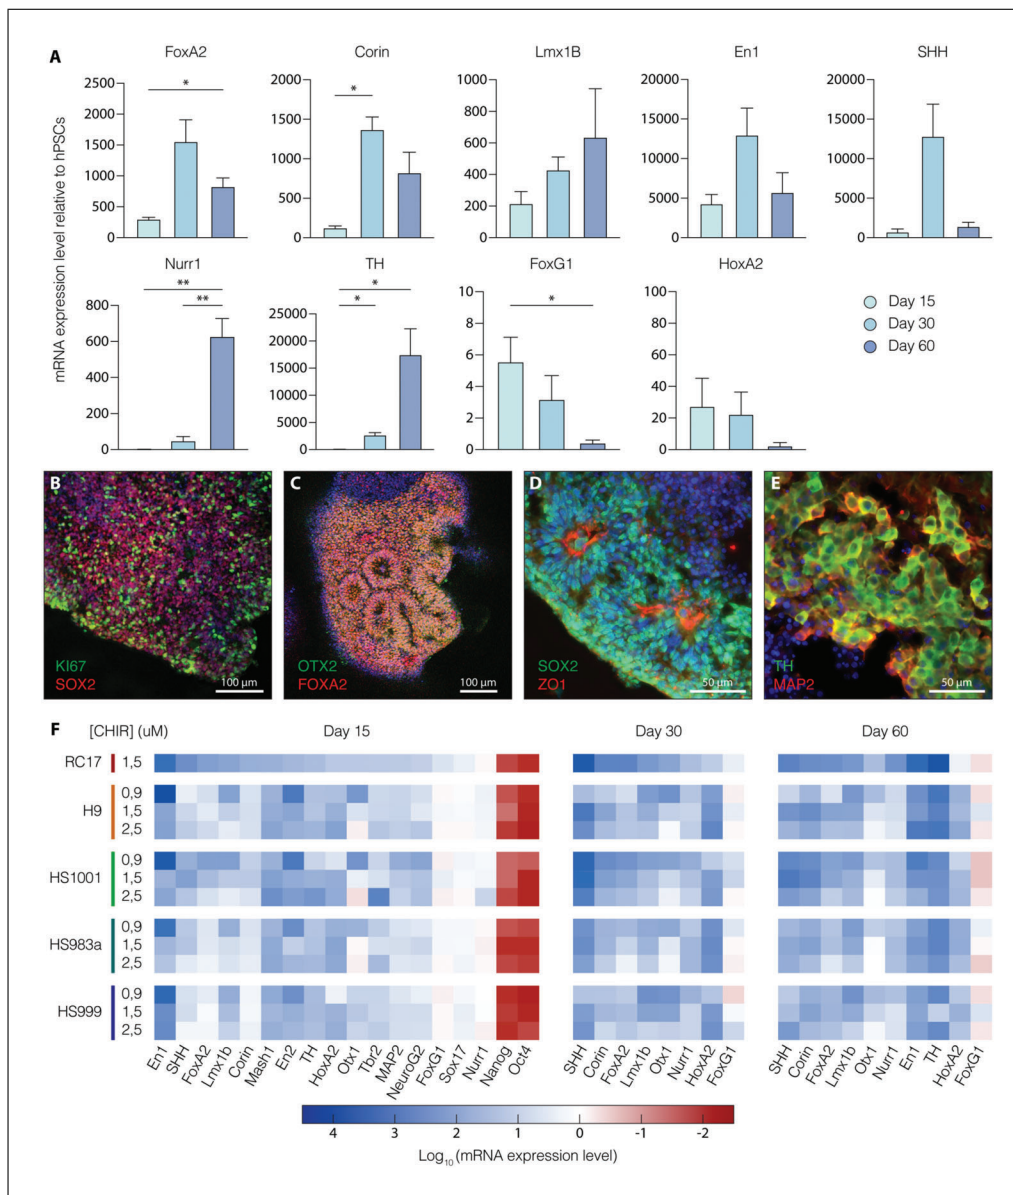 A
FoxA2 Corin Lmx1B En1 SHH
mRNA expression level relative to hPSCs
2500
2000
1500
1000
500
0
*
2000
1500
1000
500
0
*
1000
800
600
400
200
0
20000
15000
10000
5000
0
20000
15000
10000
5000
0
Nurr1 TH FoxG1 HoxA2
800
600
400
200
0
**
**
25000
20000
15000
10000
5000
0
*
*
6
4
2
0
*
100
80
60
40
20
0
Day 15
Day 30
Day 60
B
KI67
SOX2
100 µm
C
OTX2
FOXA2
100 µm
D
SOX2
ZO1
50 µm
E
TH
MAP2
50 µm
F [CHIR] (uM) Day 15 Day 30 Day 60
RC17 1,5
H9
0,9
1,5
2,5
HS1001
0,9
1,5
2,5
HS983a
0,9
1,5
2,5
HS999
0,9
1,5
2,5
En1 SHH FoxA2 Lmx1b Corin Mash1 En2 TH HoxA2 Otx1 Tbr2 MAP2 NeuroG2 FoxG1 Sox17 Nurr1 Nanog Oct4
SHH Corin FoxA2 Lmx1b Otx1 Nurr1 HoxA2 FoxG1
SHH Corin FoxA2 Lmx1b Otx1 Nurr1 En1 TH HoxA2 FoxG1
4 3 2 1 0 -1 -2
Log10 (mRNA expression level)